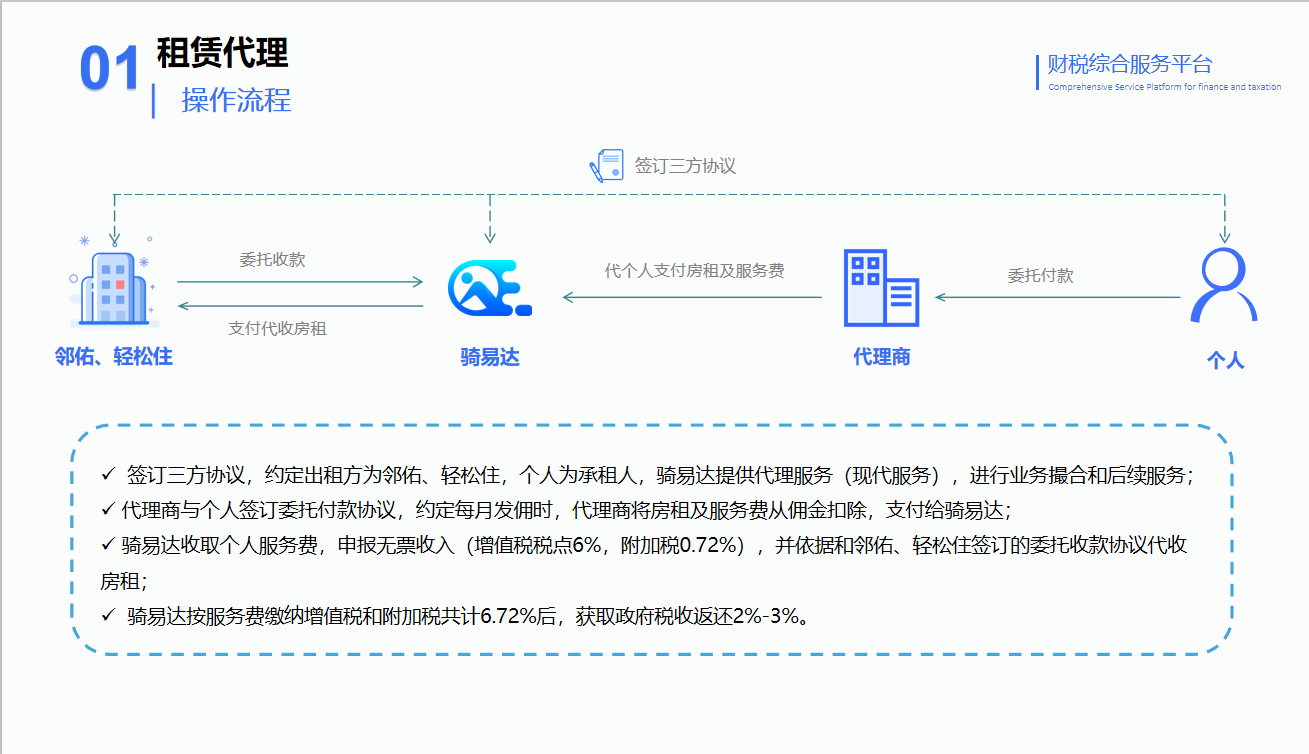 01
租赁代理
操作流程
财税综合服务平台
Comprehensive Service Platform for finance and taxation
签订三方协议
委托收款
代个人支付房租及服务费
委托付款
支付代收房租
邻佑、轻松住
骑易达
代理商
个人
✓ 签订三方协议，约定出租方为邻佑、轻松住，个人为承租人，骑易达提供代理服务（现代服务），进行业务撮合和后续服务；
✓ 代理商与个人签订委托付款协议，约定每月发佣时，代理商将房租及服务费从佣金扣除，支付给骑易达；
✓ 骑易达收取个人服务费，申报无票收入（增值税税点6%，附加税0.72%），并依据和邻佑、轻松住签订的委托收款协议代收
房租；
✓ 骑易达按服务费缴纳增值税和附加税共计6.72%后，获取政府税收返还2%-3%。